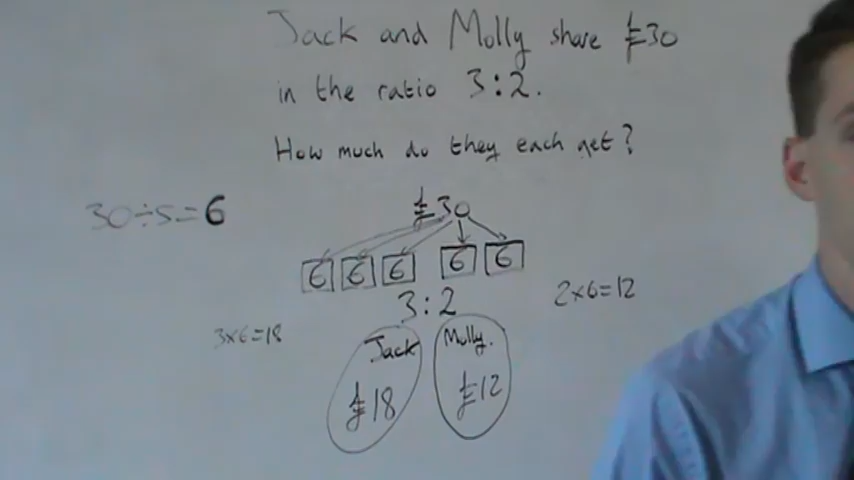 Jack and Molly share £30
in the ratio 3:2.
How much do they each get?
£30
30÷5=6
6 6 6 6 6
3:2
2×6=12
3×6=18
Jack Molly.
£18 £12